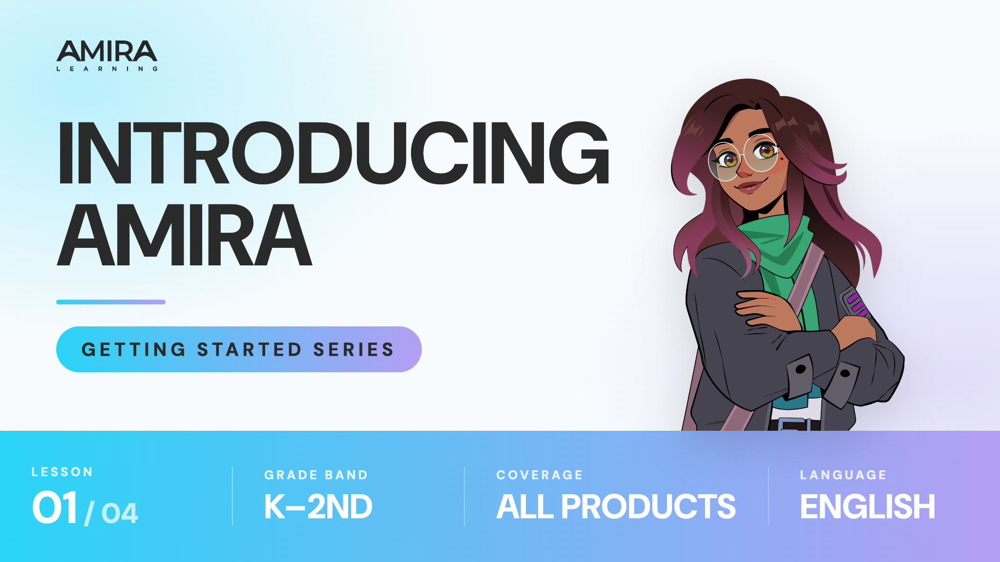 AMIRA
LEARNING
INTRODUCING
AMIRA
GETTING STARTED SERIES
LESSON
01 / 04
GRADE BAND
K–2ND
COVERAGE
ALL PRODUCTS
LANGUAGE
ENGLISH